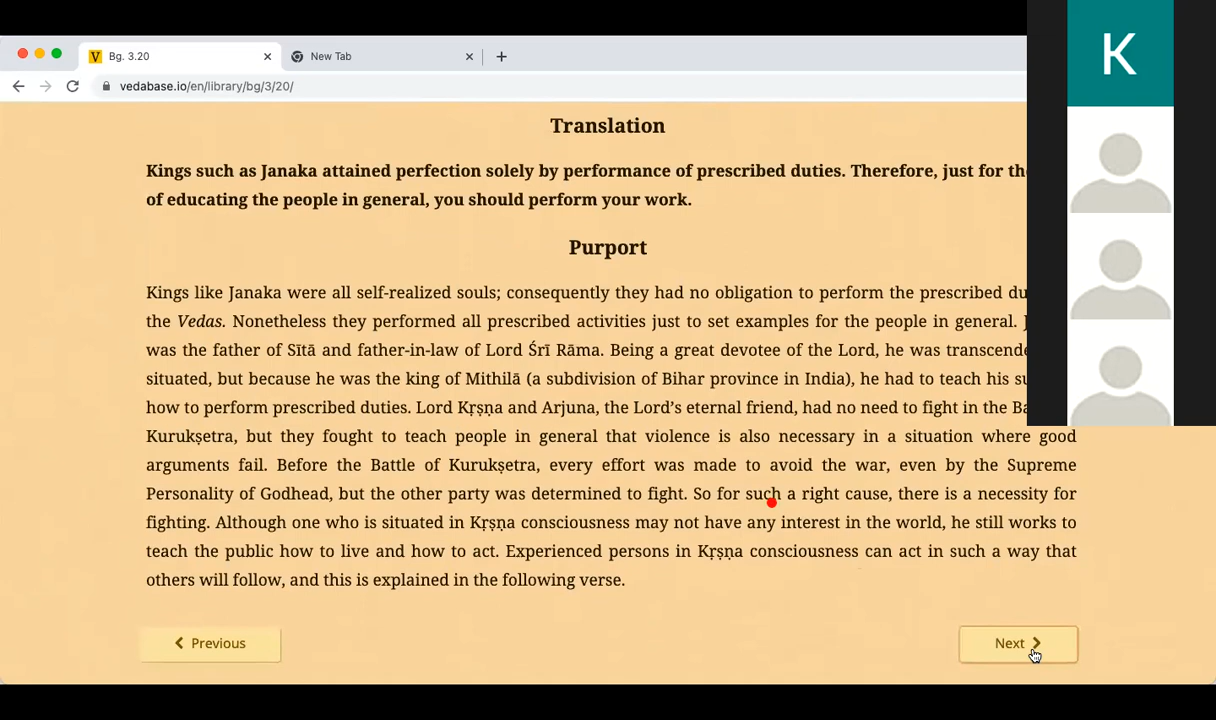 K
Bg. 3.20
New Tab
vedabase.io/en/library/bg/3/20/
Translation
Kings such as Janaka attained perfection solely by performance of prescribed duties. Therefore, just for the
of educating the people in general, you should perform your work.
Purport
Kings like Janaka were all self-realized souls; consequently they had no obligation to perform the prescribed
the Vedas. Nonetheless they performed all prescribed activities just to set examples for the people in general.
was the father of Sītā and father-in-law of Lord Śrī Rāma. Being a great devotee of the Lord, he was
situated, but because he was the king of Mithilā (a subdivision of Bihar province in India), he had to teach his
how to perform prescribed duties. Lord Kṛṣṇa and Arjuna, the Lord's eternal friend, had no need to fight in the
Kurukṣetra, but they fought to teach people in general that violence is also necessary in a situation where good
arguments fail. Before the Battle of Kurukṣetra, every effort was made to avoid the war, even by the Supreme
Personality of Godhead, but the other party was determined to fight. So for such a right cause, there is a necessity for
fighting. Although one who is situated in Kṛṣṇa consciousness may not have any interest in the world, he still works to
teach the public how to live and how to act. Experienced persons in Kṛṣṇa consciousness can act in such a way that
others will follow, and this is explained in the following verse.
Previous
Next